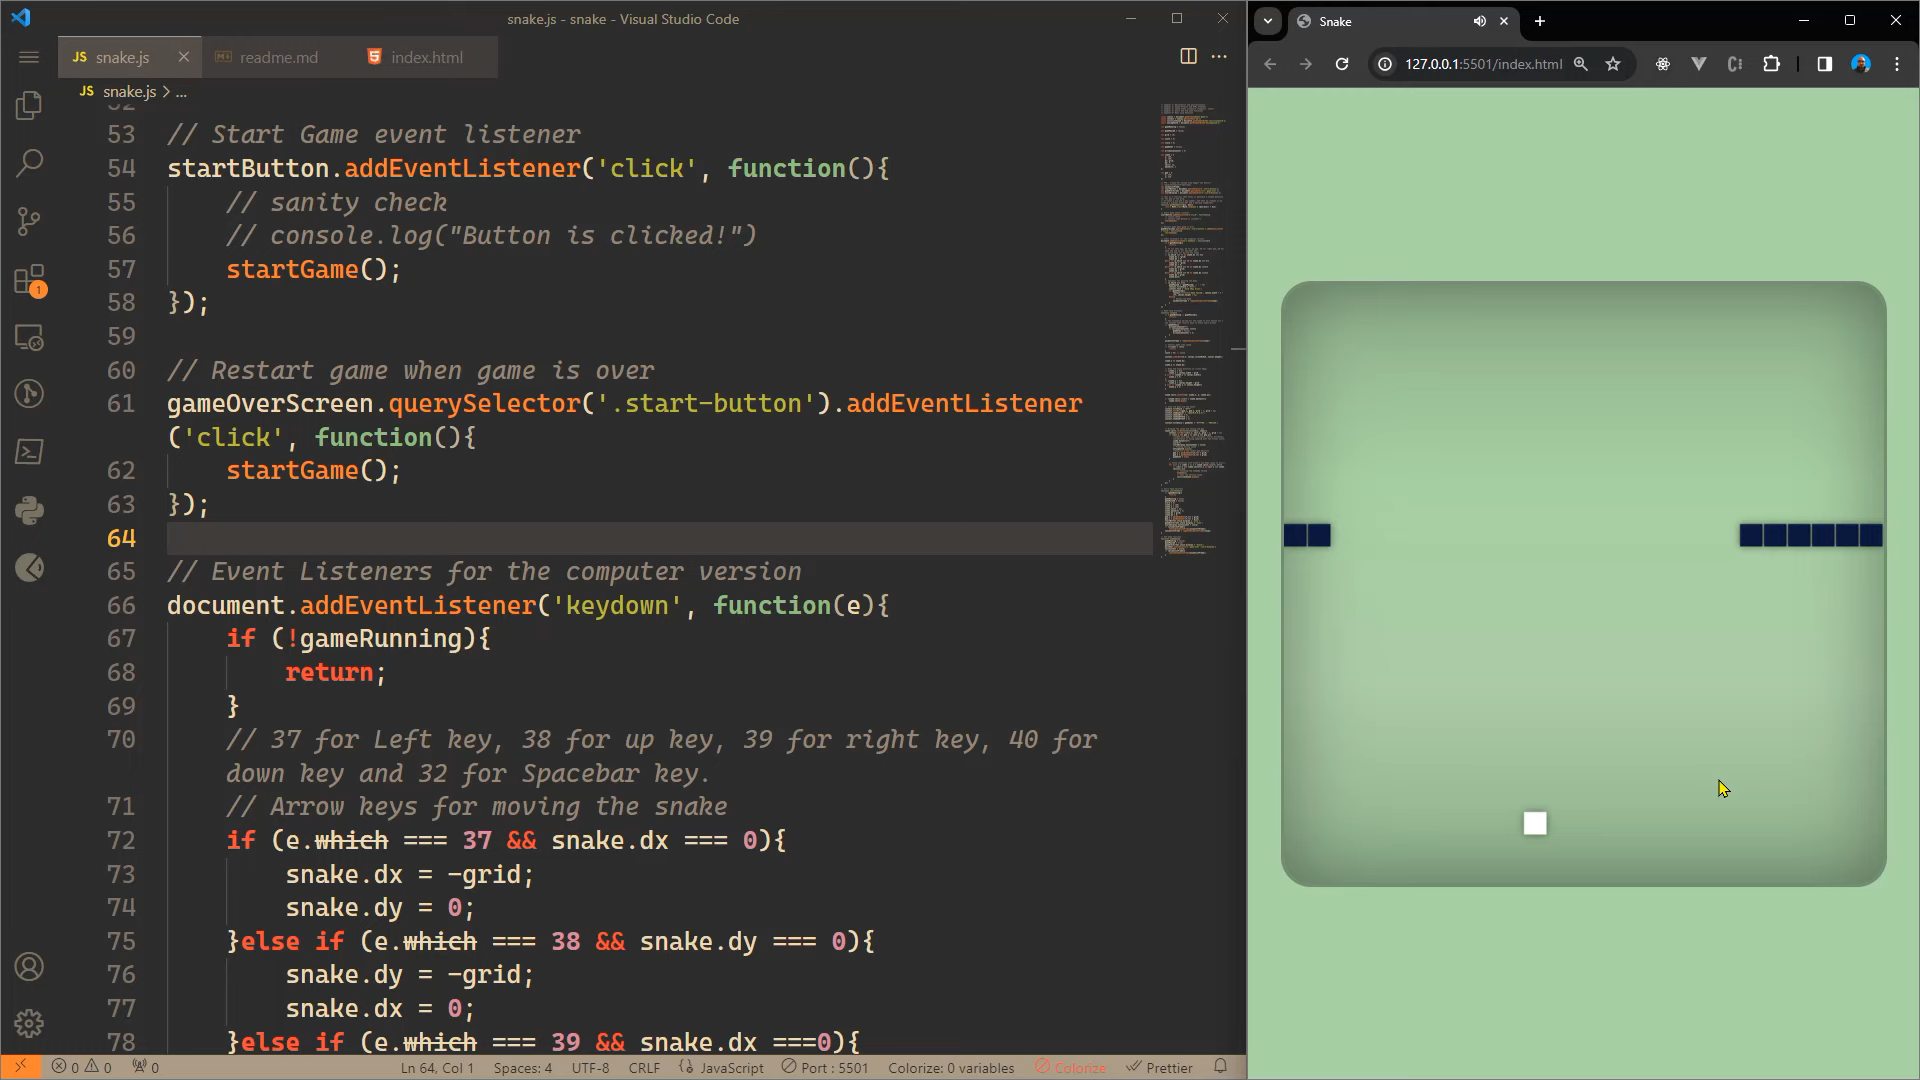 snake.js - snake - Visual Studio Code
JS snake.js
readme.md
index.html
JS snake.js > ...
53 // Start Game event listener
54 startButton.addEventListener('click', function(){
55 // sanity check
56 // console.log("Button is clicked!")
57 startGame();
58 });
59
60 // Restart game when game is over
61 gameOverScreen.querySelector('.start-button').addEventListener
('click', function(){
62 startGame();
63 });
64
65 // Event Listeners for the computer version
66 document.addEventListener('keydown', function(e){
67 if (!gameRunning){
68 return;
69 }
70 // 37 for Left key, 38 for up key, 39 for right key, 40 for
down key and 32 for Spacebar key.
71 // Arrow keys for moving the snake
72 if (e.which === 37 && snake.dx === 0){
73 snake.dx = -grid;
74 snake.dy = 0;
75 }else if (e.which === 38 && snake.dy === 0){
76 snake.dy = -grid;
77 snake.dx = 0;
78 }else if (e.which === 39 && snake.dx ===0){
1
0 0 0
Ln 64, Col 1
Spaces: 4
UTF-8
CRLF
JavaScript
Port : 5501
Colorize: 0 variables
Colorize
Prettier
Snake
127.0.0.1:5501/index.html